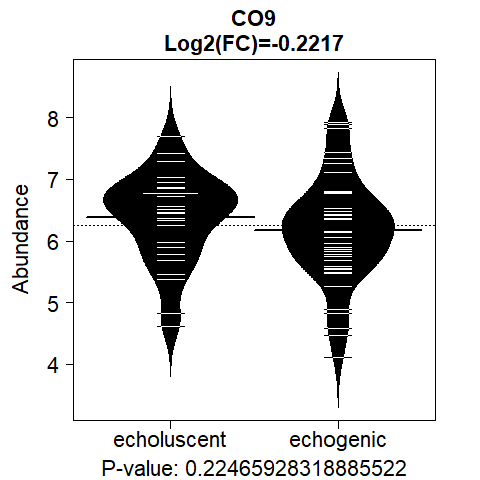 CO9
Log2(FC)=-0.2217
Abundance
8
7
6
5
4
echoluscent
echogenic
P-value: 0.22465928318885522